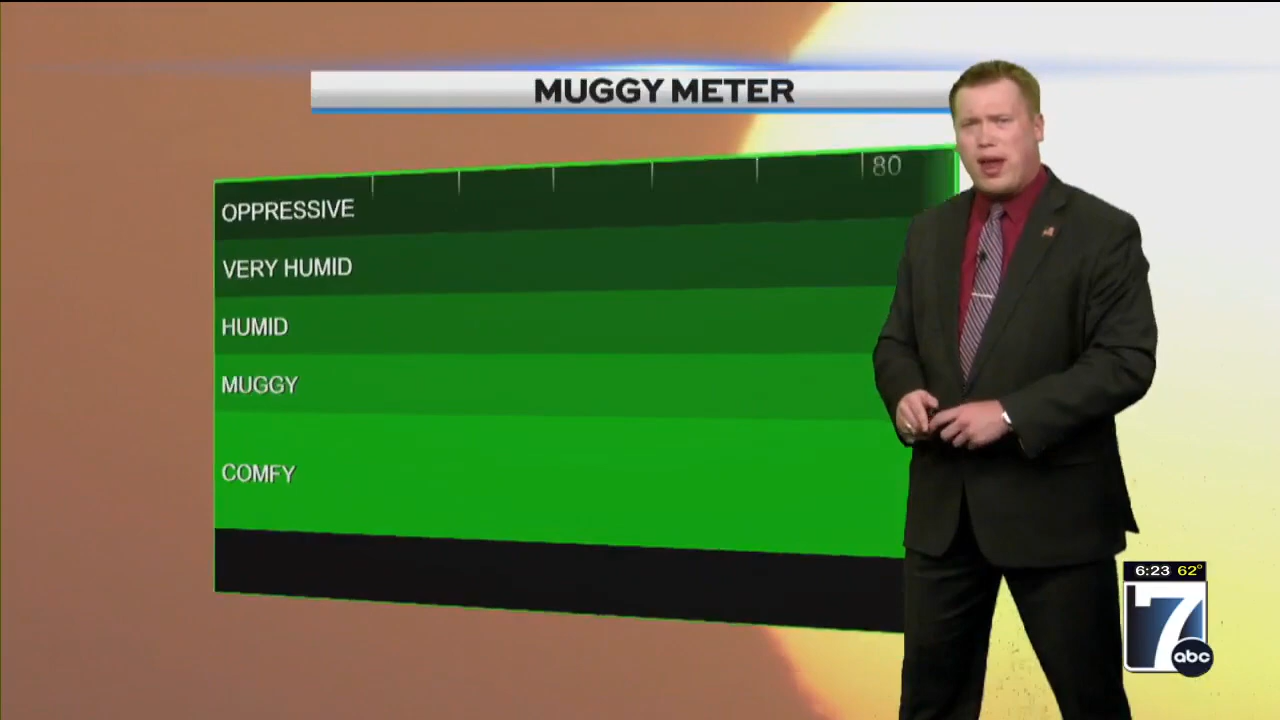 MUGGY METER
80
OPPRESSIVE
VERY HUMID
HUMID
MUGGY
COMFY
6:23 62°
7
abc